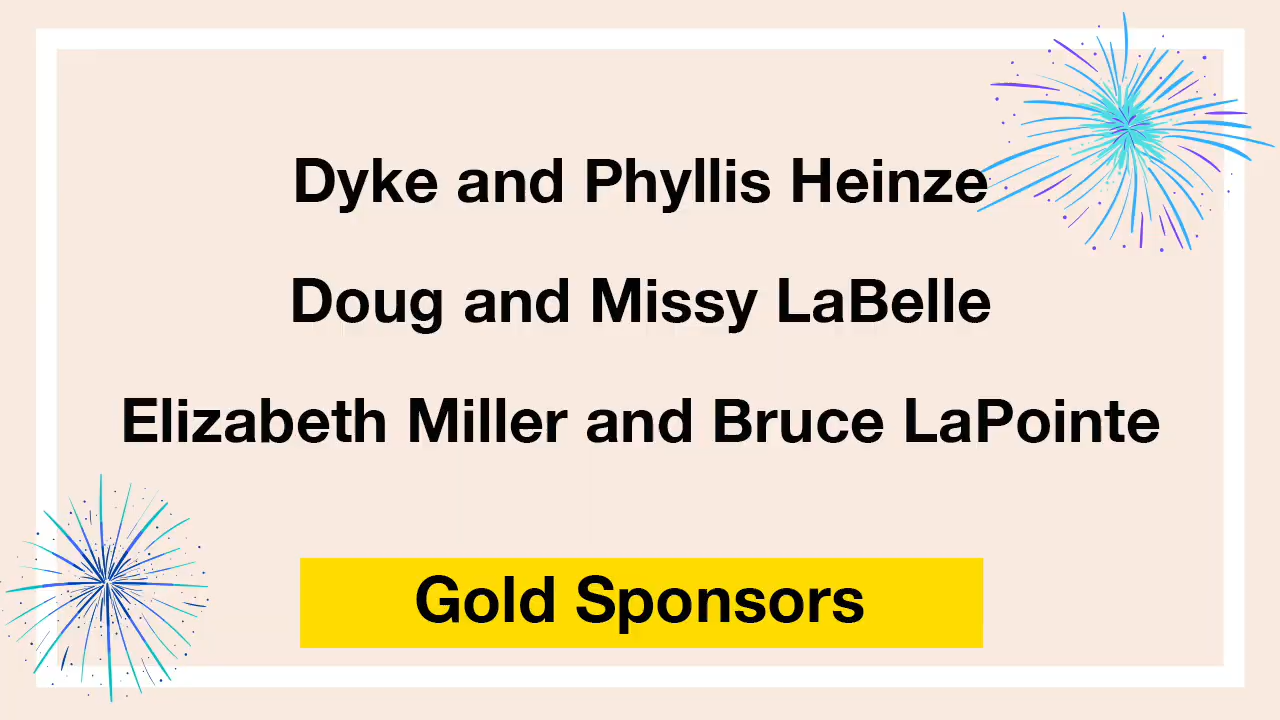 Dyke and Phyllis Heinze
Doug and Missy LaBelle
Elizabeth Miller and Bruce LaPointe
Gold Sponsors